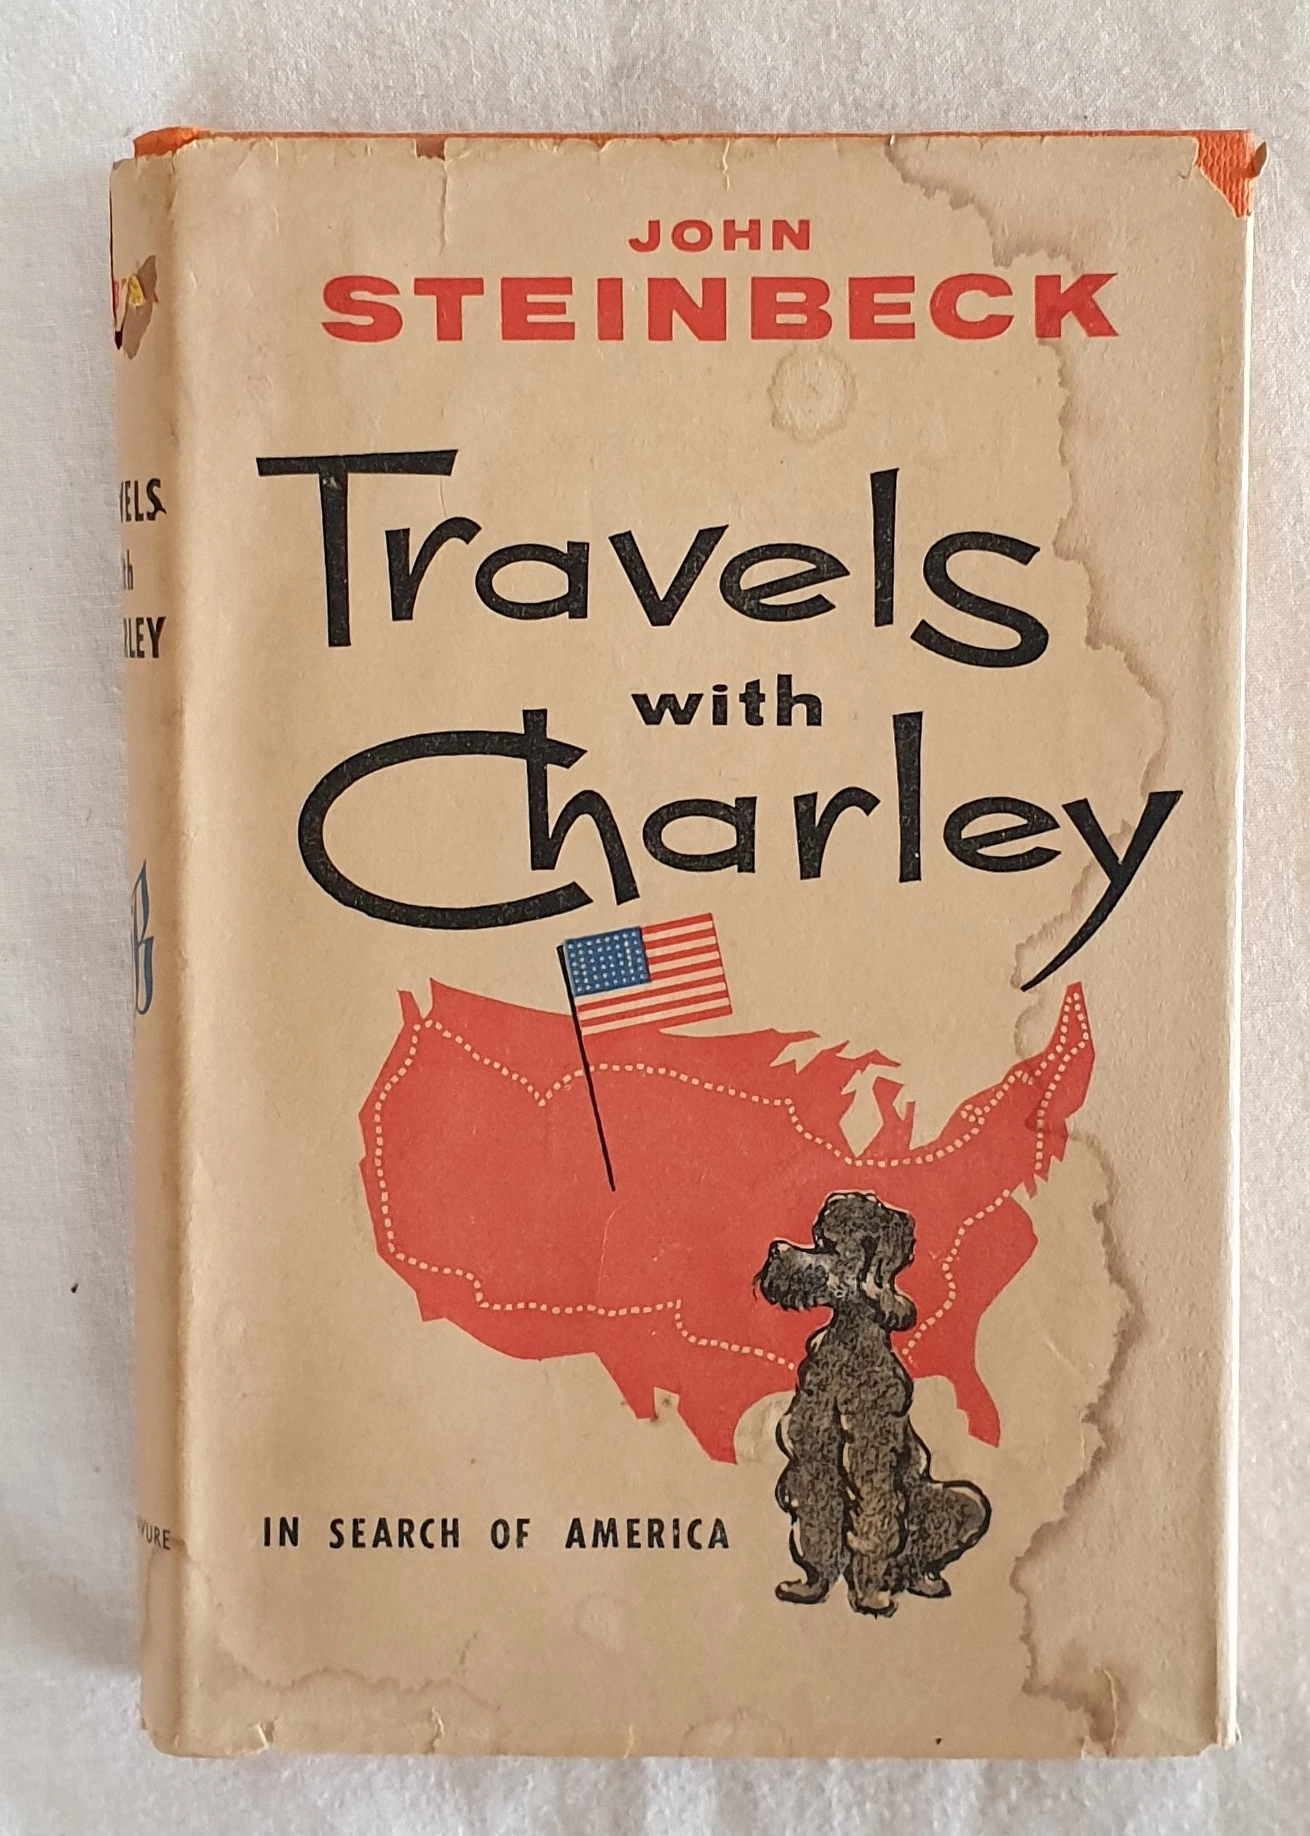 JOHN
STEINBECK
Travels
with
Charley
IN SEARCH OF AMERICA